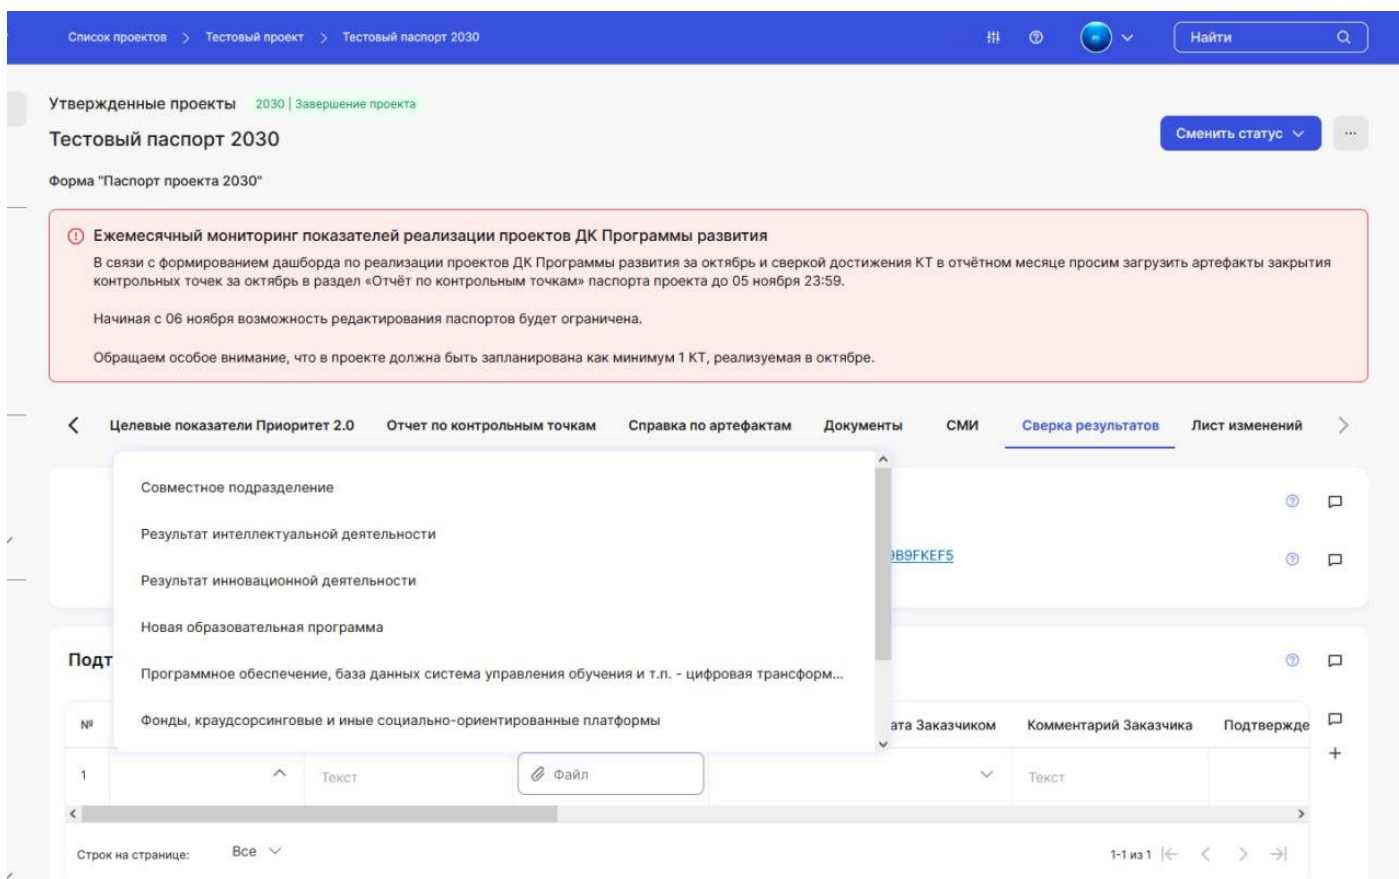 Список проектов > Тестовый проект > Тестовый паспорт 2030
Найти
Утвержденные проекты 2030 | Завершение проекта
Тестовый паспорт 2030
Сменить статус
Форма "Паспорт проекта 2030"
Ежемесячный мониторинг показателей реализации проектов ДК Программы развития
В связи с формированием дашборда по реализации проектов ДК Программы развития за октябрь и сверкой достижения КТ в отчётном месяце просим загрузить артефакты закрытия
контрольных точек за октябрь в раздел «Отчёт по контрольным точкам» паспорта проекта до 05 ноября 23:59.
Начиная с 06 ноября возможность редактирования паспортов будет ограничена.
Обращаем особое внимание, что в проекте должна быть запланирована как минимум 1 КТ, реализуемая в октябре.
Целевые показатели Приоритет 2.0 Отчет по контрольным точкам Справка по артефактам Документы СМИ Сверка результатов Лист изменений
Совместное подразделение
Результат интеллектуальной деятельности
9B9FKEF5
Результат инновационной деятельности
Новая образовательная программа
Подт
Программное обеспечение, база данных система управления обучения и т.п. - цифровая трансформ...
Фонды, краудсорсинговые и иные социально-ориентированные платформы
№ ата Заказчиком Комментарий Заказчика Подтвержде
1 Текст Файл Текст
Строк на странице: Все 1-1 из 1